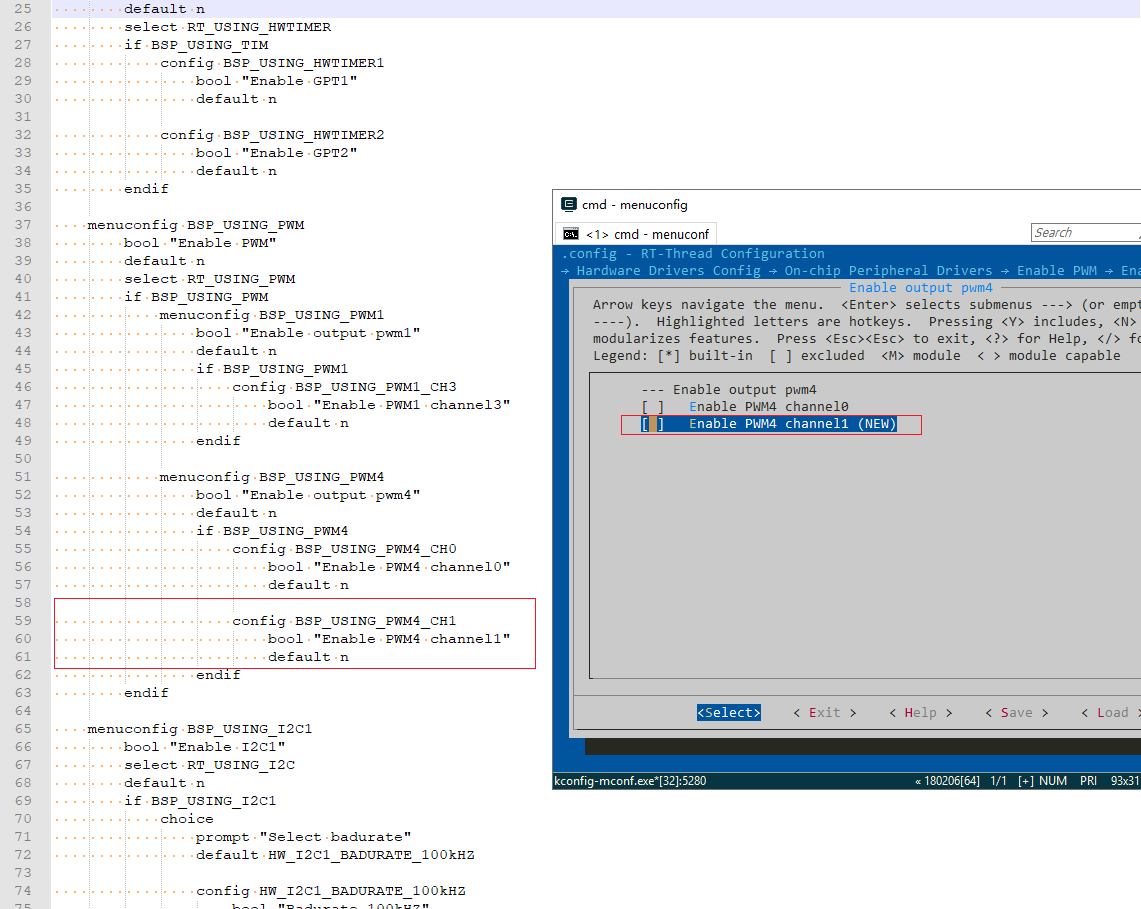 25 default n
26 select RT_USING_HWTIMER
27 if BSP_USING_TIM
28 config BSP_USING_HWTIMER1
29 bool "Enable GPT1"
30 default n
31
32 config BSP_USING_HWTIMER2
33 bool "Enable GPT2"
34 default n
35 endif
36
37 menuconfig BSP_USING_PWM
38 bool "Enable PWM"
39 default n
40 select RT_USING_PWM
41 if BSP_USING_PWM
42 menuconfig BSP_USING_PWM1
43 bool "Enable output pwm1"
44 default n
45 if BSP_USING_PWM1
46 config BSP_USING_PWM1_CH3
47 bool "Enable PWM1 channel3"
48 default n
49 endif
50
51 menuconfig BSP_USING_PWM4
52 bool "Enable output pwm4"
53 default n
54 if BSP_USING_PWM4
55 config BSP_USING_PWM4_CH0
56 bool "Enable PWM4 channel0"
57 default n
58
59 config BSP_USING_PWM4_CH1
60 bool "Enable PWM4 channel1"
61 default n
62 endif
63 endif
64
65 menuconfig BSP_USING_I2C1
66 bool "Enable I2C1"
67 select RT_USING_I2C
68 default n
69 if BSP_USING_I2C1
70 choice
71 prompt "Select badurate"
72 default HW_I2C1_BADURATE_100kHZ
73
74 config HW_I2C1_BADURATE_100kHZ
75 bool "Badurate 100kHZ"
cmd - menuconfig
<1> cmd - menuconf
Search
.config - RT-Thread Configuration
→ Hardware Drivers Config → On-chip Peripheral Drivers → Enable PWM → Ena
Enable output pwm4
Arrow keys navigate the menu. <Enter> selects submenus ---> (or empt
----). Highlighted letters are hotkeys. Pressing <Y> includes, <N>
modularizes features. Press <Esc><Esc> to exit, <?> for Help, </> fo
Legend: [*] built-in [ ] excluded <M> module < > module capable
--- Enable output pwm4
[ ] Enable PWM4 channel0
[ ] Enable PWM4 channel1 (NEW)
<Select> < Exit > < Help > < Save > < Load >
kconfig-mconf.exe*[32]:5280 « 180206[64] 1/1 [+] NUM PRI 93x31